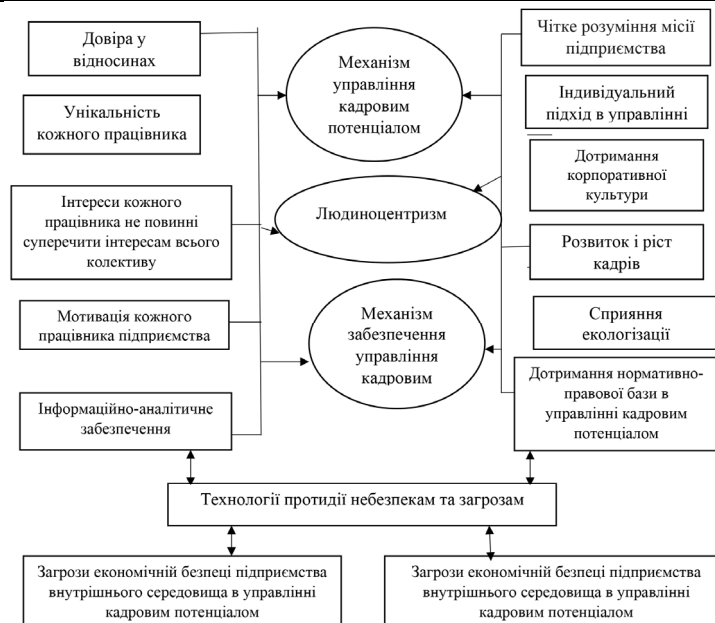 Довіра у
відносинах
Унікальність
кожного працівника
Інтереси кожного
працівника не повинні
суперечити інтересам всього
колективу
Мотивація кожного
працівника підприємства
Інформаційно-аналітичне
забезпечення
Механізм
управління
кадровим
потенціалом
Людиноцентризм
Механізм
забезпечення
управління
кадровим
Чітке розуміння місії
підприємства
Індивідуальний
підхід в управлінні
Дотримання
корпоративної
культури
Розвиток і ріст
кадрів
Сприяння
екологізації
Дотримання нормативно-
правової бази в
управлінні кадровим
потенціалом
Технології протидії небезпекам та загрозам
Загрози економічній безпеці підприємства
внутрішнього середовища в управлінні
кадровим потенціалом
Загрози економічній безпеці підприємства
внутрішнього середовища в управлінні
кадровим потенціалом